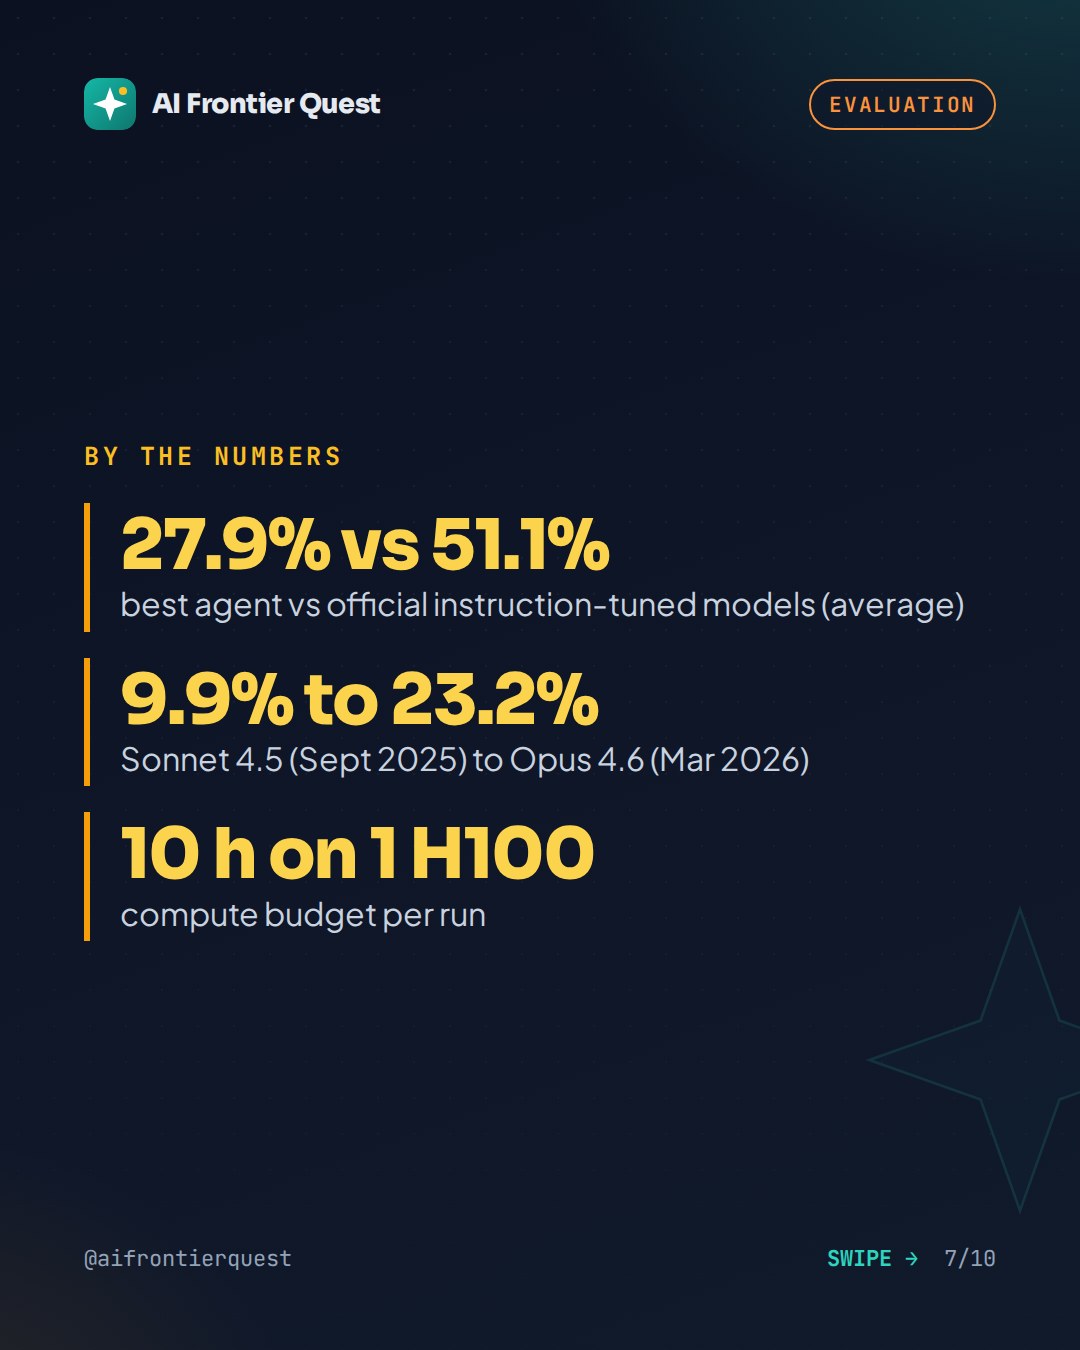 AI Frontier Quest
EVALUATION
BY THE NUMBERS
27.9% vs 51.1%
best agent vs official instruction-tuned models (average)
9.9% to 23.2%
Sonnet 4.5 (Sept 2025) to Opus 4.6 (Mar 2026)
10 h on 1 H100
compute budget per run
@aifrontierquest
SWIPE → 7/10